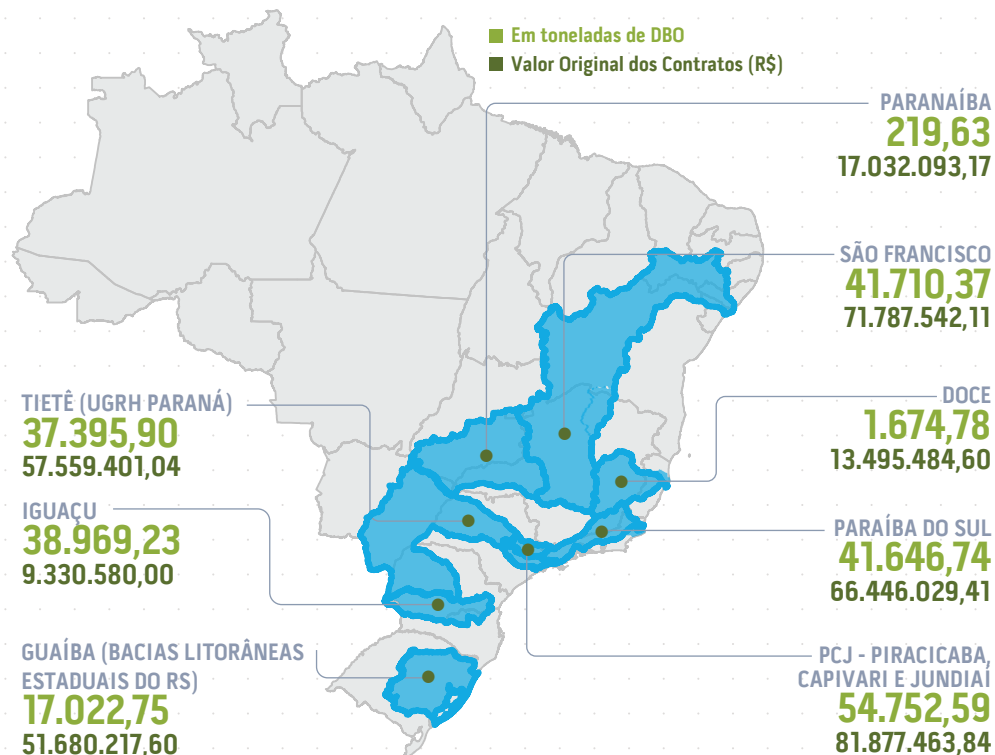 Em toneladas de DBO
Valor Original dos Contratos (R$)
PARANAÍBA
219,63
17.032.093,17
SÃO FRANCISCO
41.710,37
71.787.542,11
DOCE
1.674,78
13.495.484,60
PARAÍBA DO SUL
41.646,74
66.446.029,41
PCJ - PIRACICABA,
CAPIVARI E JUNDIAÍ
54.752,59
81.877.463,84
TIETÊ (UGRH PARANÁ)
37.395,90
57.559.401,04
IGUAÇU
38.969,23
9.330.580,00
GUAÍBA (BACIAS LITORÂNEAS
ESTADUAIS DO RS)
17.022,75
51.680.217,60